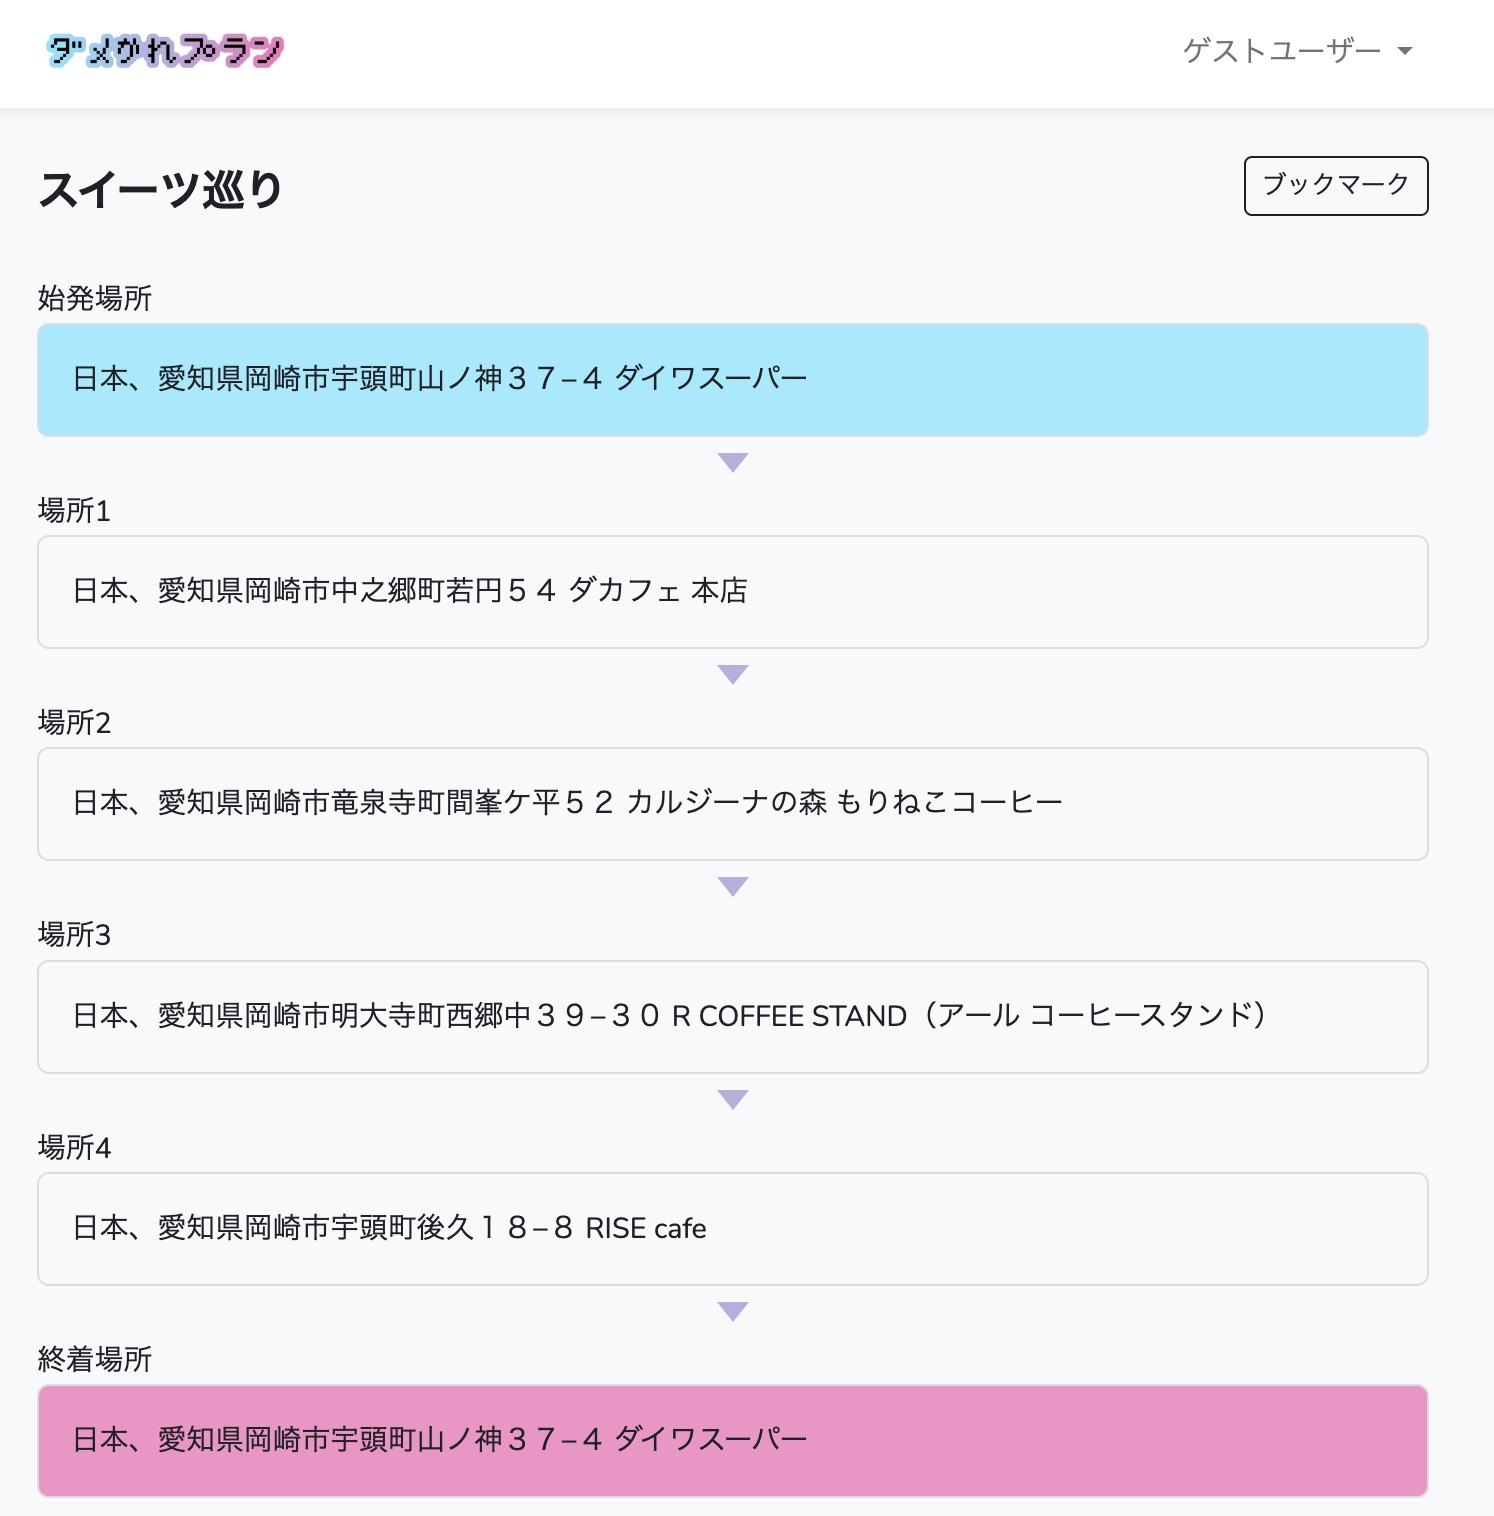 ダメかれプラン
ゲストユーザー
スイーツ巡り
ブックマーク
始発場所
日本、愛知県岡崎市宇頭町山ノ神３７−４ ダイワスーパー
場所1
日本、愛知県岡崎市中之郷町若円５４ ダカフェ 本店
場所2
日本、愛知県岡崎市竜泉寺町間峯ケ平５２ カルジーナの森 もりねこコーヒー
場所3
日本、愛知県岡崎市明大寺町西郷中３９−３０ R COFFEE STAND（アール コーヒースタンド）
場所4
日本、愛知県岡崎市宇頭町後久１８−８ RISE cafe
終着場所
日本、愛知県岡崎市宇頭町山ノ神３７−４ ダイワスーパー